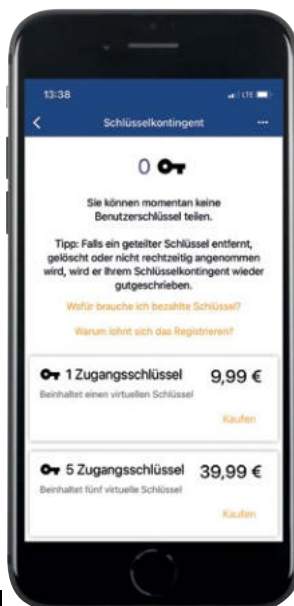 13:38
LTE
Schlüsselkontingent
...
0
Sie können momentan keine
Benutzerschlüssel teilen.
Tipp: Falls ein geteilter Schlüssel entfernt,
gelöscht oder nicht rechtzeitig angenommen
wird, wird er Ihrem Schlüsselkontingent wieder
gutgeschrieben.
Wofür brauche ich bezahlte Schlüssel?
Warum lohnt sich das Registrieren?
1 Zugangsschlüssel 9,99 €
Beinhaltet einen virtuellen Schlüssel
Kaufen
5 Zugangsschlüssel 39,99 €
Beinhaltet fünf virtuelle Schlüssel
Kaufen